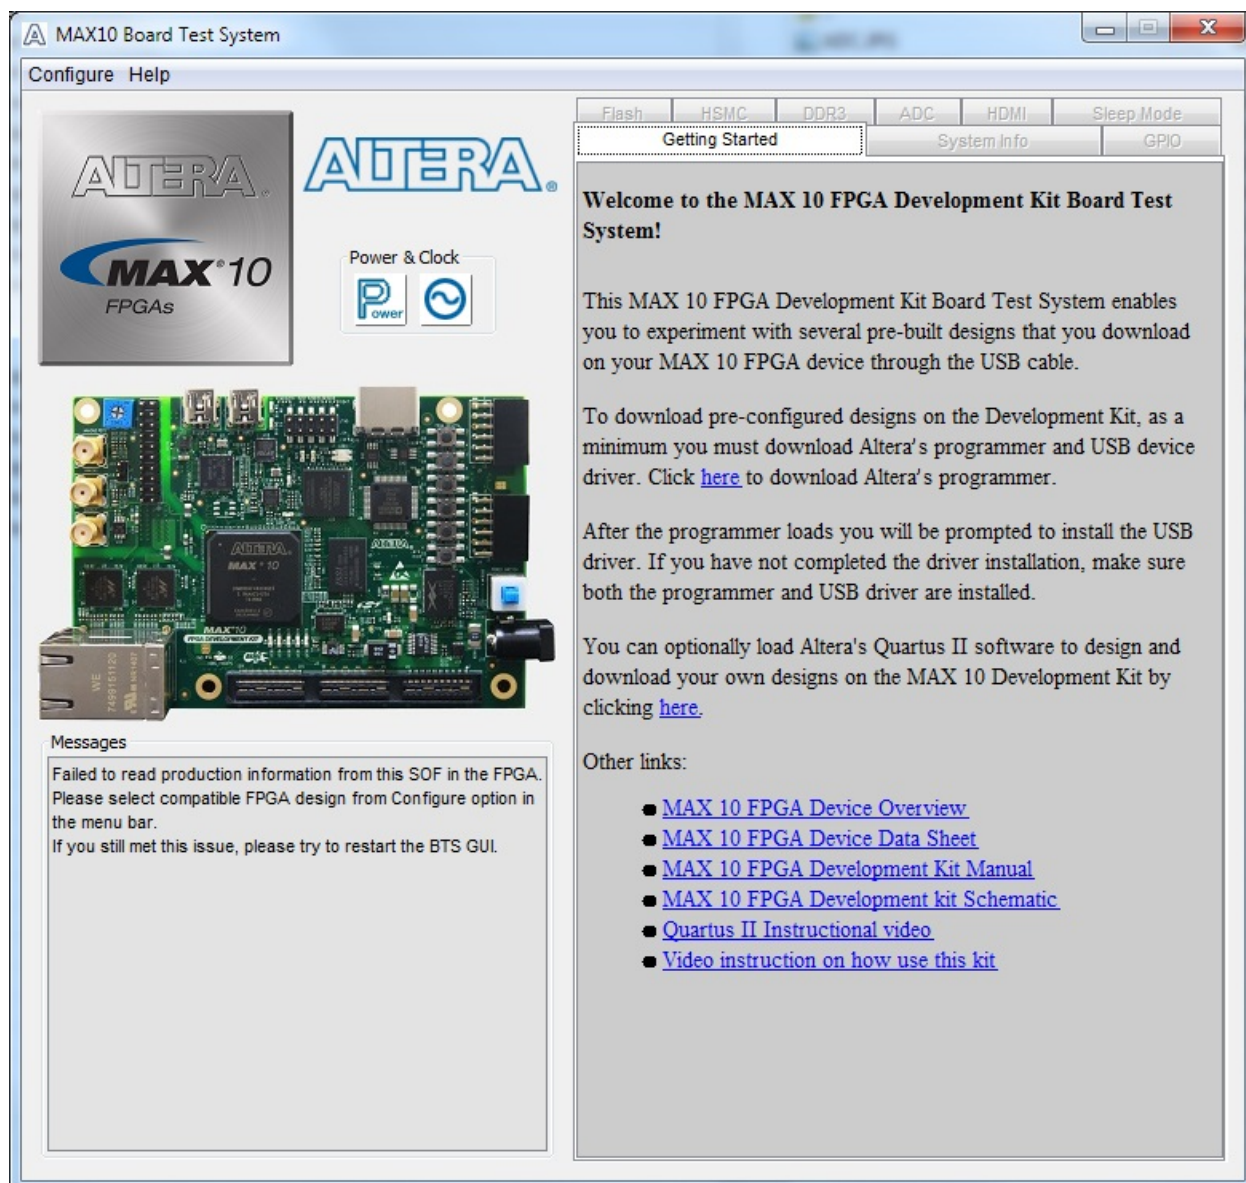 MAX10 Board Test System
Configure Help
ALTERA
MAX 10
FPGAs
ALTERA
Power & Clock
Power
Flash HSMC DDR3 ADC HDMI Sleep Mode
Getting Started System Info GPIO
Welcome to the MAX 10 FPGA Development Kit Board Test
System!
This MAX 10 FPGA Development Kit Board Test System enables
you to experiment with several pre-built designs that you download
on your MAX 10 FPGA device through the USB cable.
To download pre-configured designs on the Development Kit, as a
minimum you must download Altera's programmer and USB device
driver. Click here to download Altera's programmer.
After the programmer loads you will be prompted to install the USB
driver. If you have not completed the driver installation, make sure
both the programmer and USB driver are installed.
You can optionally load Altera's Quartus II software to design and
download your own designs on the MAX 10 Development Kit by
clicking here.
Other links:
MAX 10 FPGA Device Overview
MAX 10 FPGA Device Data Sheet
MAX 10 FPGA Development Kit Manual
MAX 10 FPGA Development kit Schematic
Quartus II Instructional video
Video instruction on how use this kit
ALTERA
MAX 10
MAX 10
FPGA DEVELOPMENT KIT
WE
7499151120
Messages
Failed to read production information from this SOF in the FPGA.
Please select compatible FPGA design from Configure option in
the menu bar.
If you still met this issue, please try to restart the BTS GUI.